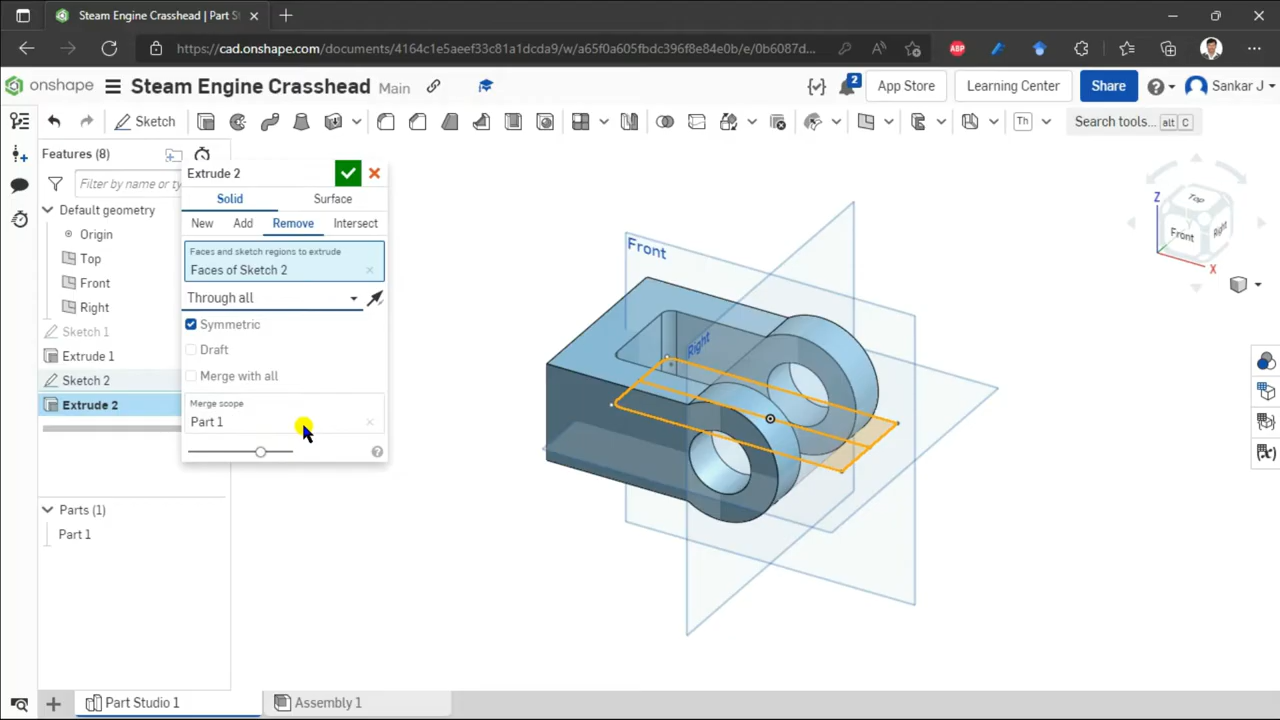 Steam Engine Crasshead | Part St
https://cad.onshape.com/documents/4164c1e5aeef33c81a1dcda9/w/a65f0a605fbdc396f8e84e0b/e/0b6087d...
ABP
onshape
Steam Engine Crasshead
Main
2
App Store
Learning Center
Share
Sankar J
Sketch
Th
Search tools...
alt C
Features (8)
Filter by name or ty
Default geometry
Origin
Top
Front
Right
Sketch 1
Extrude 1
Sketch 2
Extrude 2
Parts (1)
Part 1
Extrude 2
Solid
Surface
New
Add
Remove
Intersect
Faces and sketch regions to extrude
Faces of Sketch 2
Through all
Symmetric
Draft
Merge with all
Merge scope
Part 1
Front
Right
Z
Top
Front
Right
X
Part Studio 1
Assembly 1